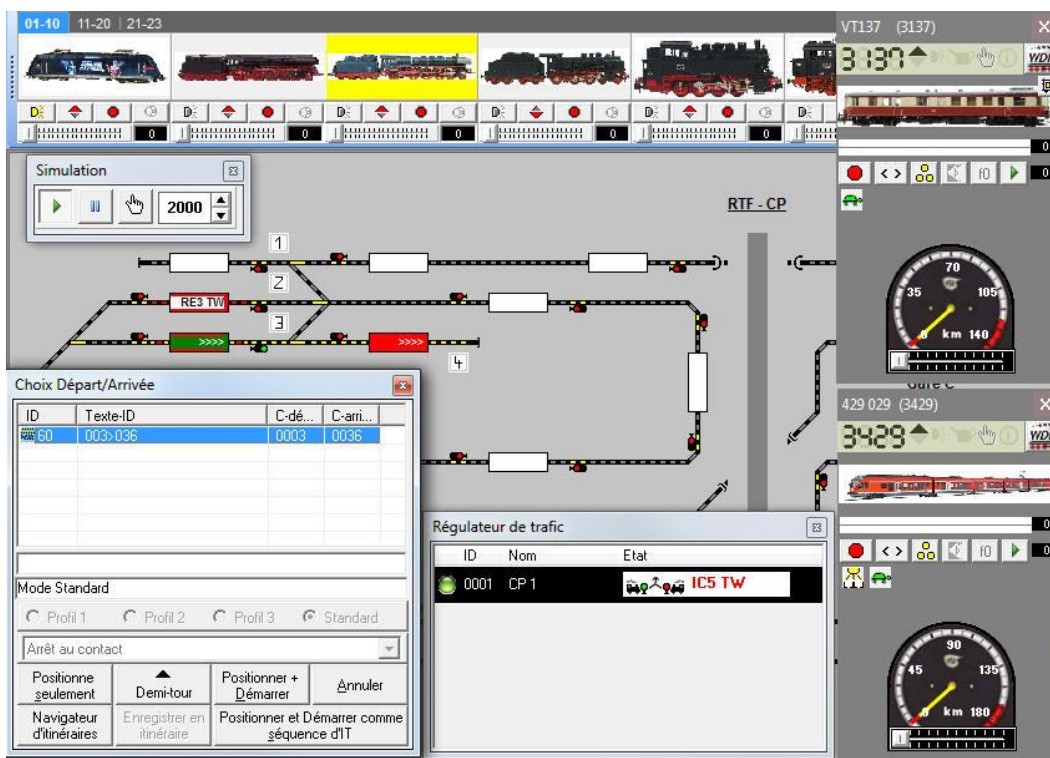 01-10 11-20 21-23
VT137 (3137)
3137
WDP
D D D D D
0 0 0 0 0
Simulation
2000
RTF - CP
1
2
RE3 TW
3
>>>> >>>>
4
0
f0
0
35 70 105
km 140
Choix Départ/Arrivée
ID Texte-ID C-dé... C-arri...
60 003>036 0003 0036
Mode Standard
Profil 1 Profil 2 Profil 3 Standard
Arrêt au contact
Positionne seulement
Demi-tour
Positionner + Démarrer
Annuler
Navigateur d'itinéraires
Enregistrer en itinéraire
Positionner et Démarrer comme séquence d'IT
Régulateur de trafic
ID Nom Etat
0001 CP 1 IC5 TW
Gare C
429 029 (3429)
3429
0
f0
0
45 90 135
km 180